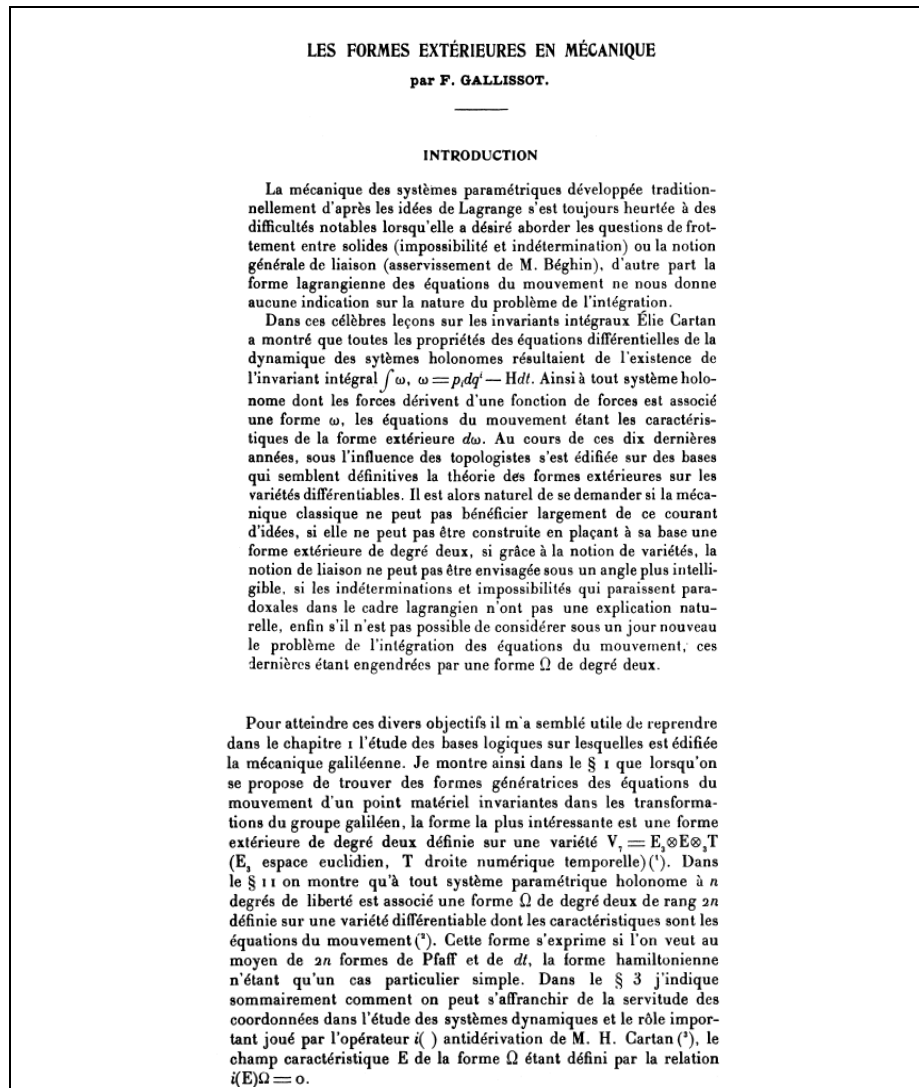 LES FORMES EXTÉRIEURES EN MÉCANIQUE
par F. GALLISSOT.
INTRODUCTION
La mécanique des systèmes paramétriques développée tradition-
nellement d'après les idées de Lagrange s'est toujours heurtée à des
difficultés notables lorsqu'elle a désiré aborder les questions de frot-
tement entre solides (impossibilité et indétermination) ou la notion
générale de liaison (asservissement de M. Béghin), d'autre part la
forme lagrangienne des équations du mouvement ne nous donne
aucune indication sur la nature du problème de l'intégration.
Dans ces célèbres leçons sur les invariants intégraux Élie Cartan
a montré que toutes les propriétés des équations différentielles de la
dynamique des sytèmes holonomes résultaient de l'existence de
l'invariant intégral ∫ω, ω = pᵢdqⁱ — Hdt. Ainsi à tout système holo-
nome dont les forces dérivent d'une fonction de forces est associé
une forme ω, les équations du mouvement étant les caractéris-
tiques de la forme extérieure dω. Au cours de ces dix dernières
années, sous l'influence des topologistes s'est édifiée sur des bases
qui semblent définitives la théorie des formes extérieures sur les
variétés différentiables. Il est alors naturel de se demander si la méca-
nique classique ne peut pas bénéficier largement de ce courant
d'idées, si elle ne peut pas être construite en plaçant à sa base une
forme extérieure de degré deux, si grâce à la notion de variétés, la
notion de liaison ne peut pas être envisagée sous un angle plus intelli-
gible, si les indéterminations et impossibilités qui paraissent para-
doxales dans le cadre lagrangien n'ont pas une explication natu-
relle, enfin s'il n'est pas possible de considérer sous un jour nouveau
le problème de l'intégration des équations du mouvement, ces
dernières étant engendrées par une forme Ω de degré deux.
Pour atteindre ces divers objectifs il m'a semblé utile de reprendre
dans le chapitre I l'étude des bases logiques sur lesquelles est édifiée
la mécanique galiléenne. Je montre ainsi dans le § I que lorsqu'on
se propose de trouver des formes génératrices des équations du
mouvement d'un point matériel invariantes dans les transforma-
tions du groupe galiléen, la forme la plus intéressante est une forme
extérieure de degré deux définie sur une variété V₇ = E₃⊗E⊗₃T
(E₃ espace euclidien, T droite numérique temporelle)(¹). Dans
le § II on montre qu'à tout système paramétrique holonome à n
degrés de liberté est associé une forme Ω de degré deux de rang 2n
définie sur une variété différentiable dont les caractéristiques sont les
équations du mouvement(²). Cette forme s'exprime si l'on veut au
moyen de 2n formes de Pfaff et de dt, la forme hamiltonienne
n'étant qu'un cas particulier simple. Dans le § 3 j'indique
sommairement comment on peut s'affranchir de la servitude des
coordonnées dans l'étude des systèmes dynamiques et le rôle impor-
tant joué par l'opérateur i( ) antidérivation de M. H. Cartan(³), le
champ caractéristique E de la forme Ω étant défini par la relation
i(E)Ω = 0.